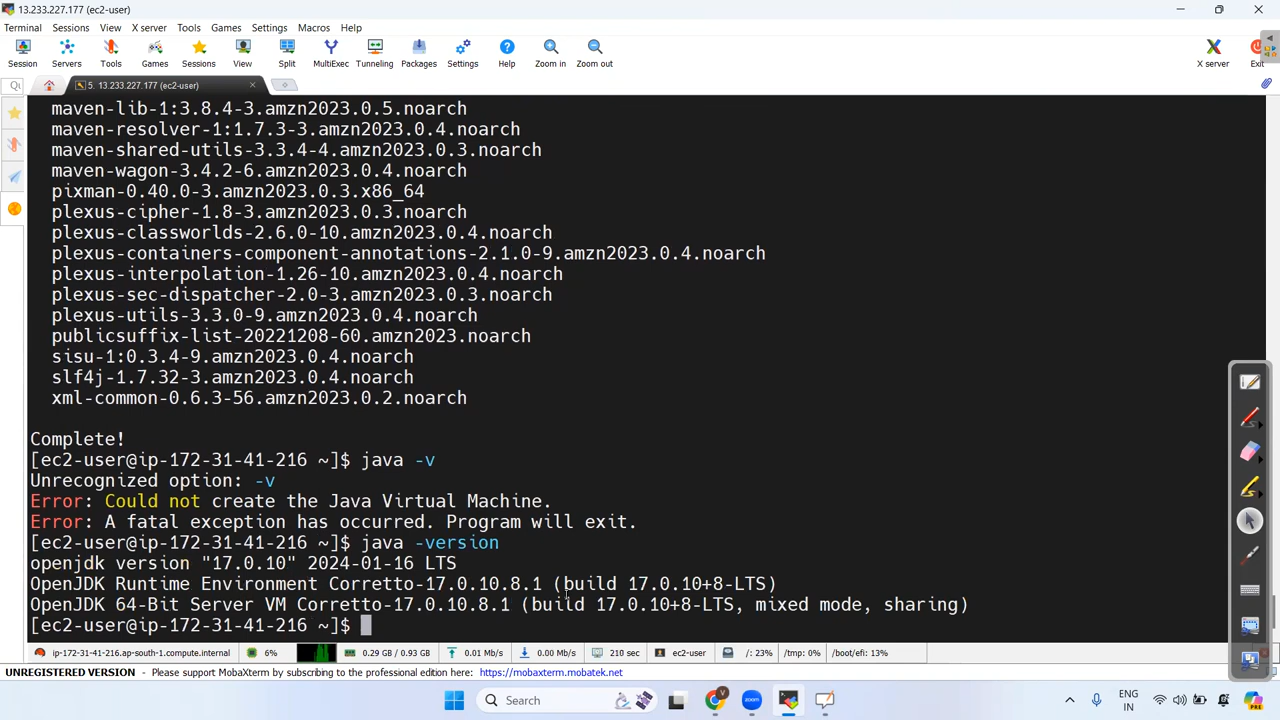 13.233.227.177 (ec2-user)
Terminal Sessions View X server Tools Games Settings Macros Help
Session Servers Tools Games Sessions View Split MultiExec Tunneling Packages Settings Help Zoom in Zoom out X server Exit
5. 13.233.227.177 (ec2-user)
maven-lib-1:3.8.4-3.amzn2023.0.5.noarch
maven-resolver-1:1.7.3-3.amzn2023.0.4.noarch
maven-shared-utils-3.3.4-4.amzn2023.0.3.noarch
maven-wagon-3.4.2-6.amzn2023.0.4.noarch
pixman-0.40.0-3.amzn2023.0.3.x86_64
plexus-cipher-1.8-3.amzn2023.0.3.noarch
plexus-classworlds-2.6.0-10.amzn2023.0.4.noarch
plexus-containers-component-annotations-2.1.0-9.amzn2023.0.4.noarch
plexus-interpolation-1.26-10.amzn2023.0.4.noarch
plexus-sec-dispatcher-2.0-3.amzn2023.0.3.noarch
plexus-utils-3.3.0-9.amzn2023.0.4.noarch
publicsuffix-list-20221208-60.amzn2023.noarch
sisu-1:0.3.4-9.amzn2023.0.4.noarch
slf4j-1.7.32-3.amzn2023.0.4.noarch
xml-common-0.6.3-56.amzn2023.0.2.noarch
Complete!
[ec2-user@ip-172-31-41-216 ~]$ java -v
Unrecognized option: -v
Error: Could not create the Java Virtual Machine.
Error: A fatal exception has occurred. Program will exit.
[ec2-user@ip-172-31-41-216 ~]$ java -version
openjdk version "17.0.10" 2024-01-16 LTS
OpenJDK Runtime Environment Corretto-17.0.10.8.1 (build 17.0.10+8-LTS)
OpenJDK 64-Bit Server VM Corretto-17.0.10.8.1 (build 17.0.10+8-LTS, mixed mode, sharing)
[ec2-user@ip-172-31-41-216 ~]$
ip-172-31-41-216.ap-south-1.compute.internal 6% 0.29 GB / 0.93 GB 0.01 Mb/s 0.00 Mb/s 210 sec ec2-user /: 23% /tmp: 0% /boot/efi: 13%
UNREGISTERED VERSION - Please support MobaXterm by subscribing to the professional edition here: https://mobaxterm.mobatek.net
Search ENG
IN